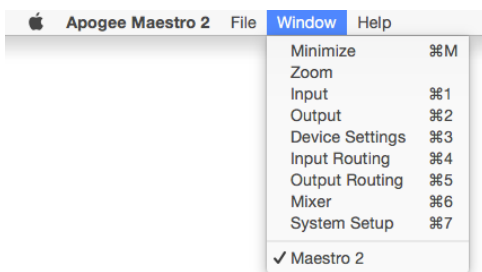 Apogee Maestro 2 File Window Help
Minimize ⌘M
Zoom
Input ⌘1
Output ⌘2
Device Settings ⌘3
Input Routing ⌘4
Output Routing ⌘5
Mixer ⌘6
System Setup ⌘7
✓ Maestro 2